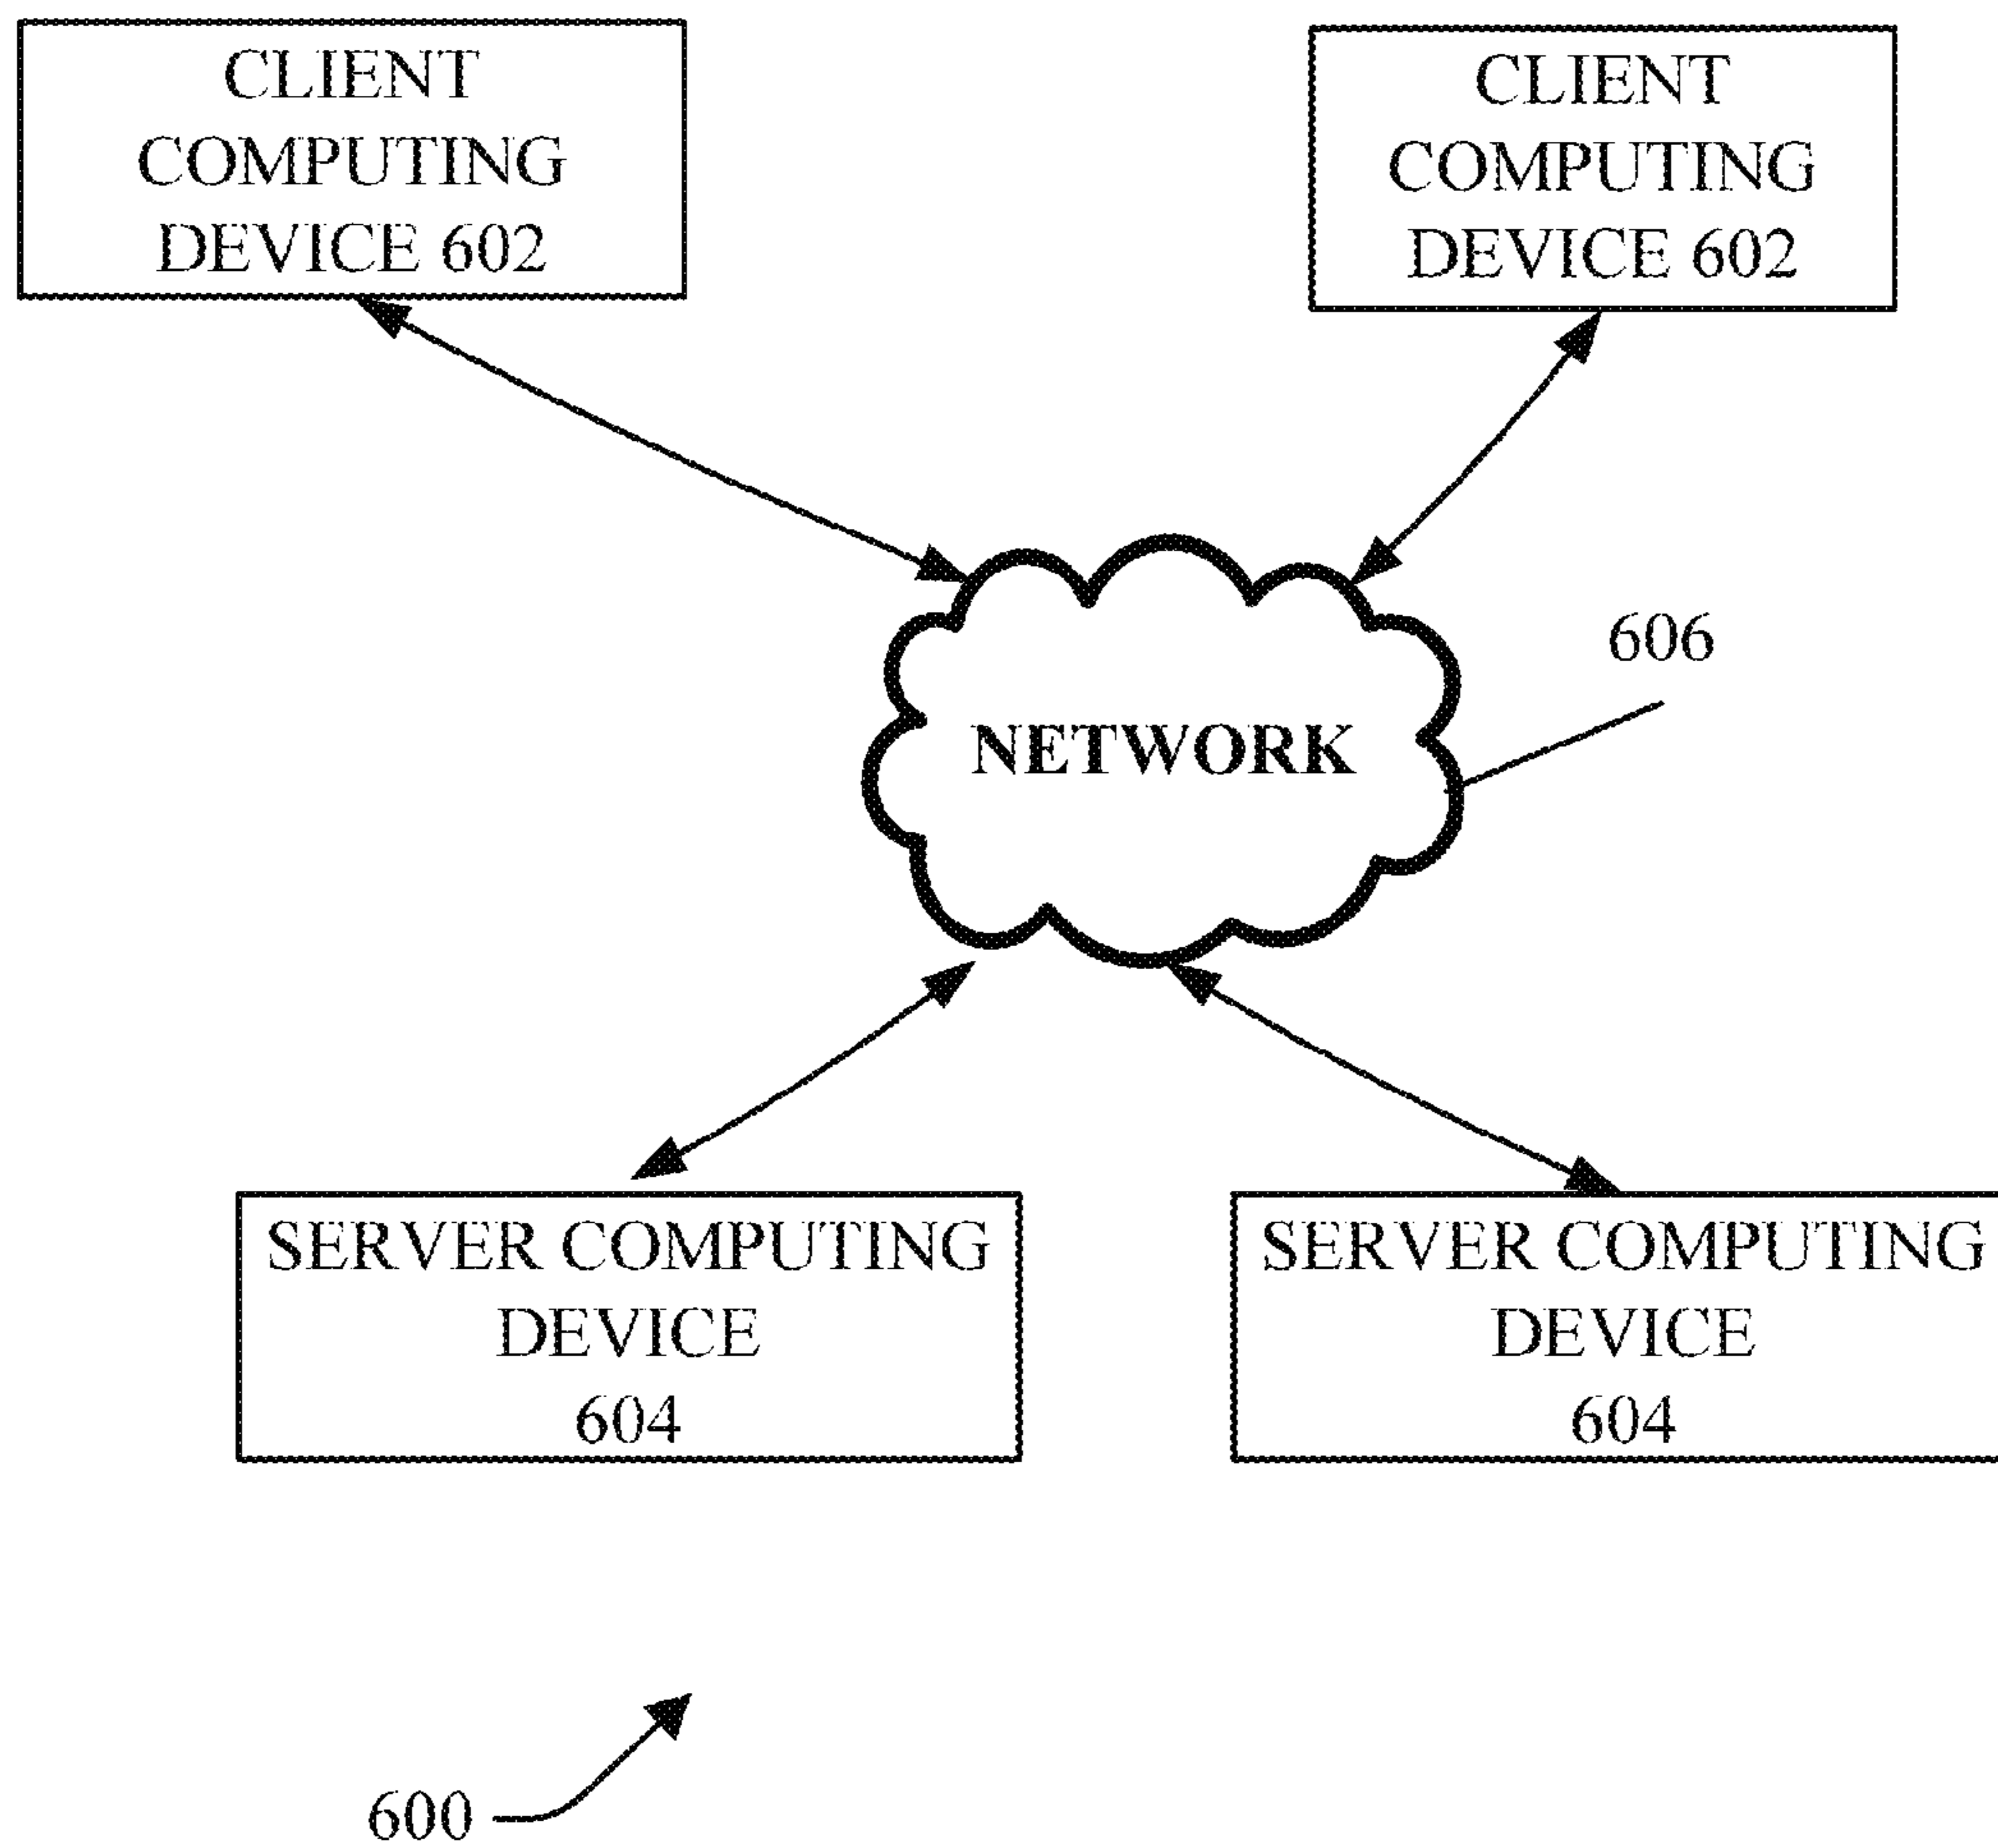 CLIENT
COMPUTING
DEVICE 602
CLIENT
COMPUTING
DEVICE 602
606
NETWORK
SERVER COMPUTING
DEVICE
604
SERVER COMPUTING
DEVICE
604
600